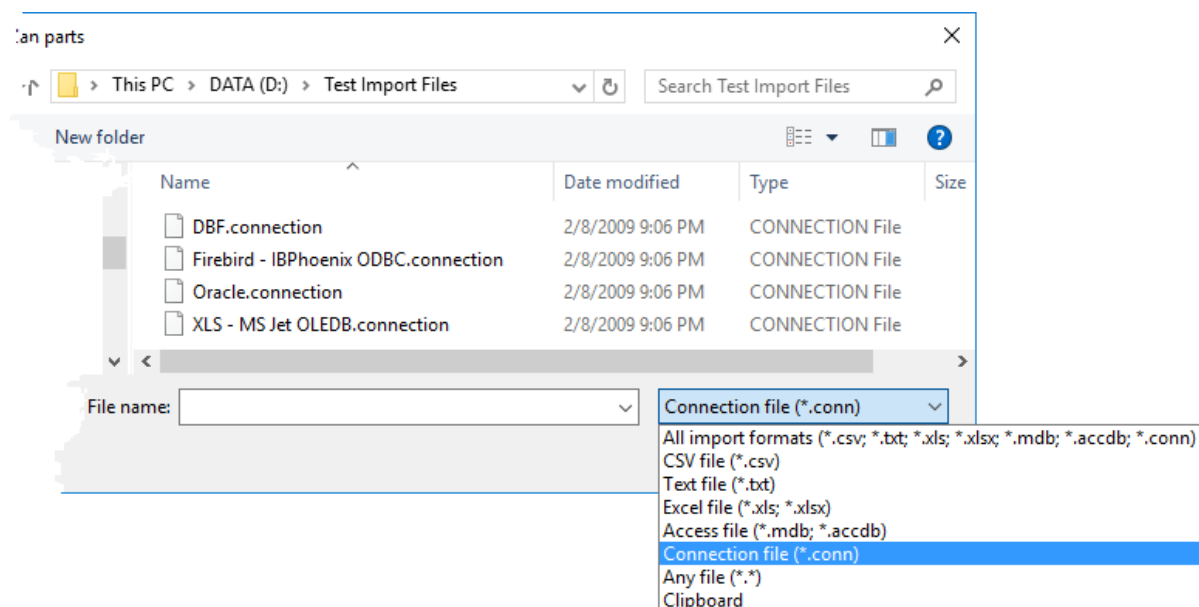 an parts
This PC > DATA (D:) > Test Import Files
Search Test Import Files
New folder
Name Date modified Type Size
DBF.connection 2/8/2009 9:06 PM CONNECTION File
Firebird - IBPhoenix ODBC.connection 2/8/2009 9:06 PM CONNECTION File
Oracle.connection 2/8/2009 9:06 PM CONNECTION File
XLS - MS Jet OLEDB.connection 2/8/2009 9:06 PM CONNECTION File
File name: Connection file (*.conn)
All import formats (*.csv; *.txt; *.xls; *.xlsx; *.mdb; *.accdb; *.conn)
CSV file (*.csv)
Text file (*.txt)
Excel file (*.xls; *.xlsx)
Access file (*.mdb; *.accdb)
Connection file (*.conn)
Any file (*.*)
Clipboard